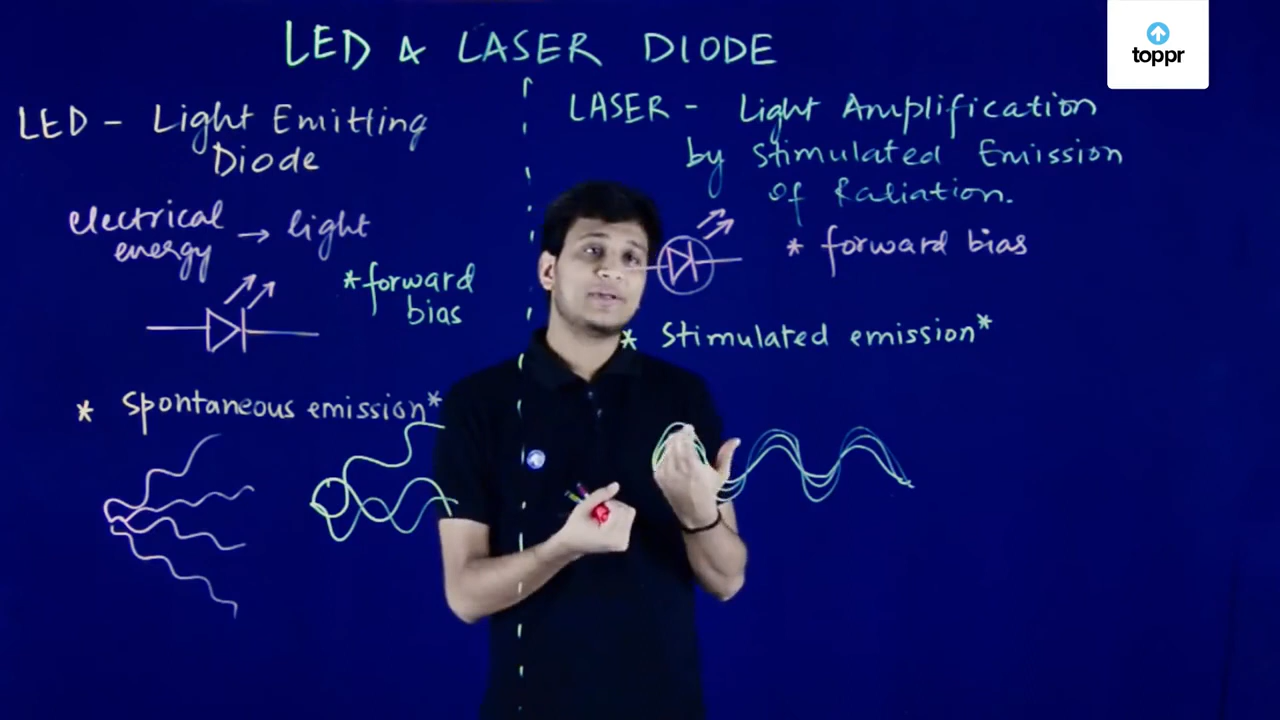 LED & LASER DIODE
toppr
LED - Light Emitting
Diode
electrical
energy → light
*forward
bias
* Spontaneous emission*
LASER - Light Amplification
by Stimulated Emission
of Radiation.
* forward bias
* Stimulated emission*